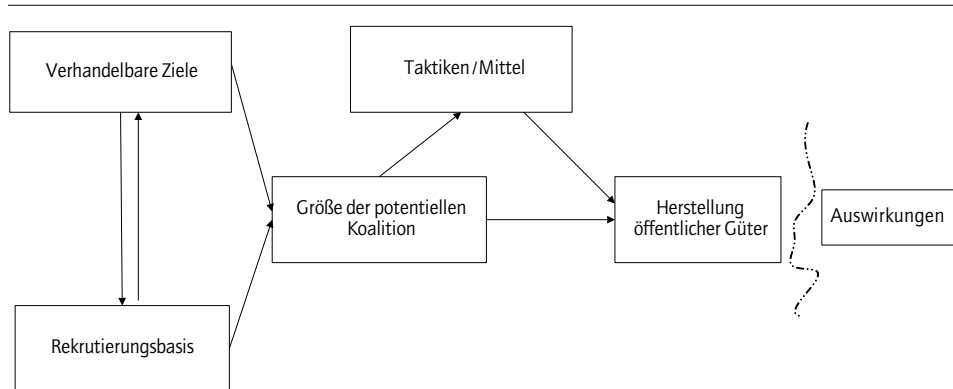 Verhandelbare Ziele
Taktiken/Mittel
Größe der potentiellen
Koalition
Herstellung
öffentlicher Güter
Auswirkungen
Rekrutierungsbasis